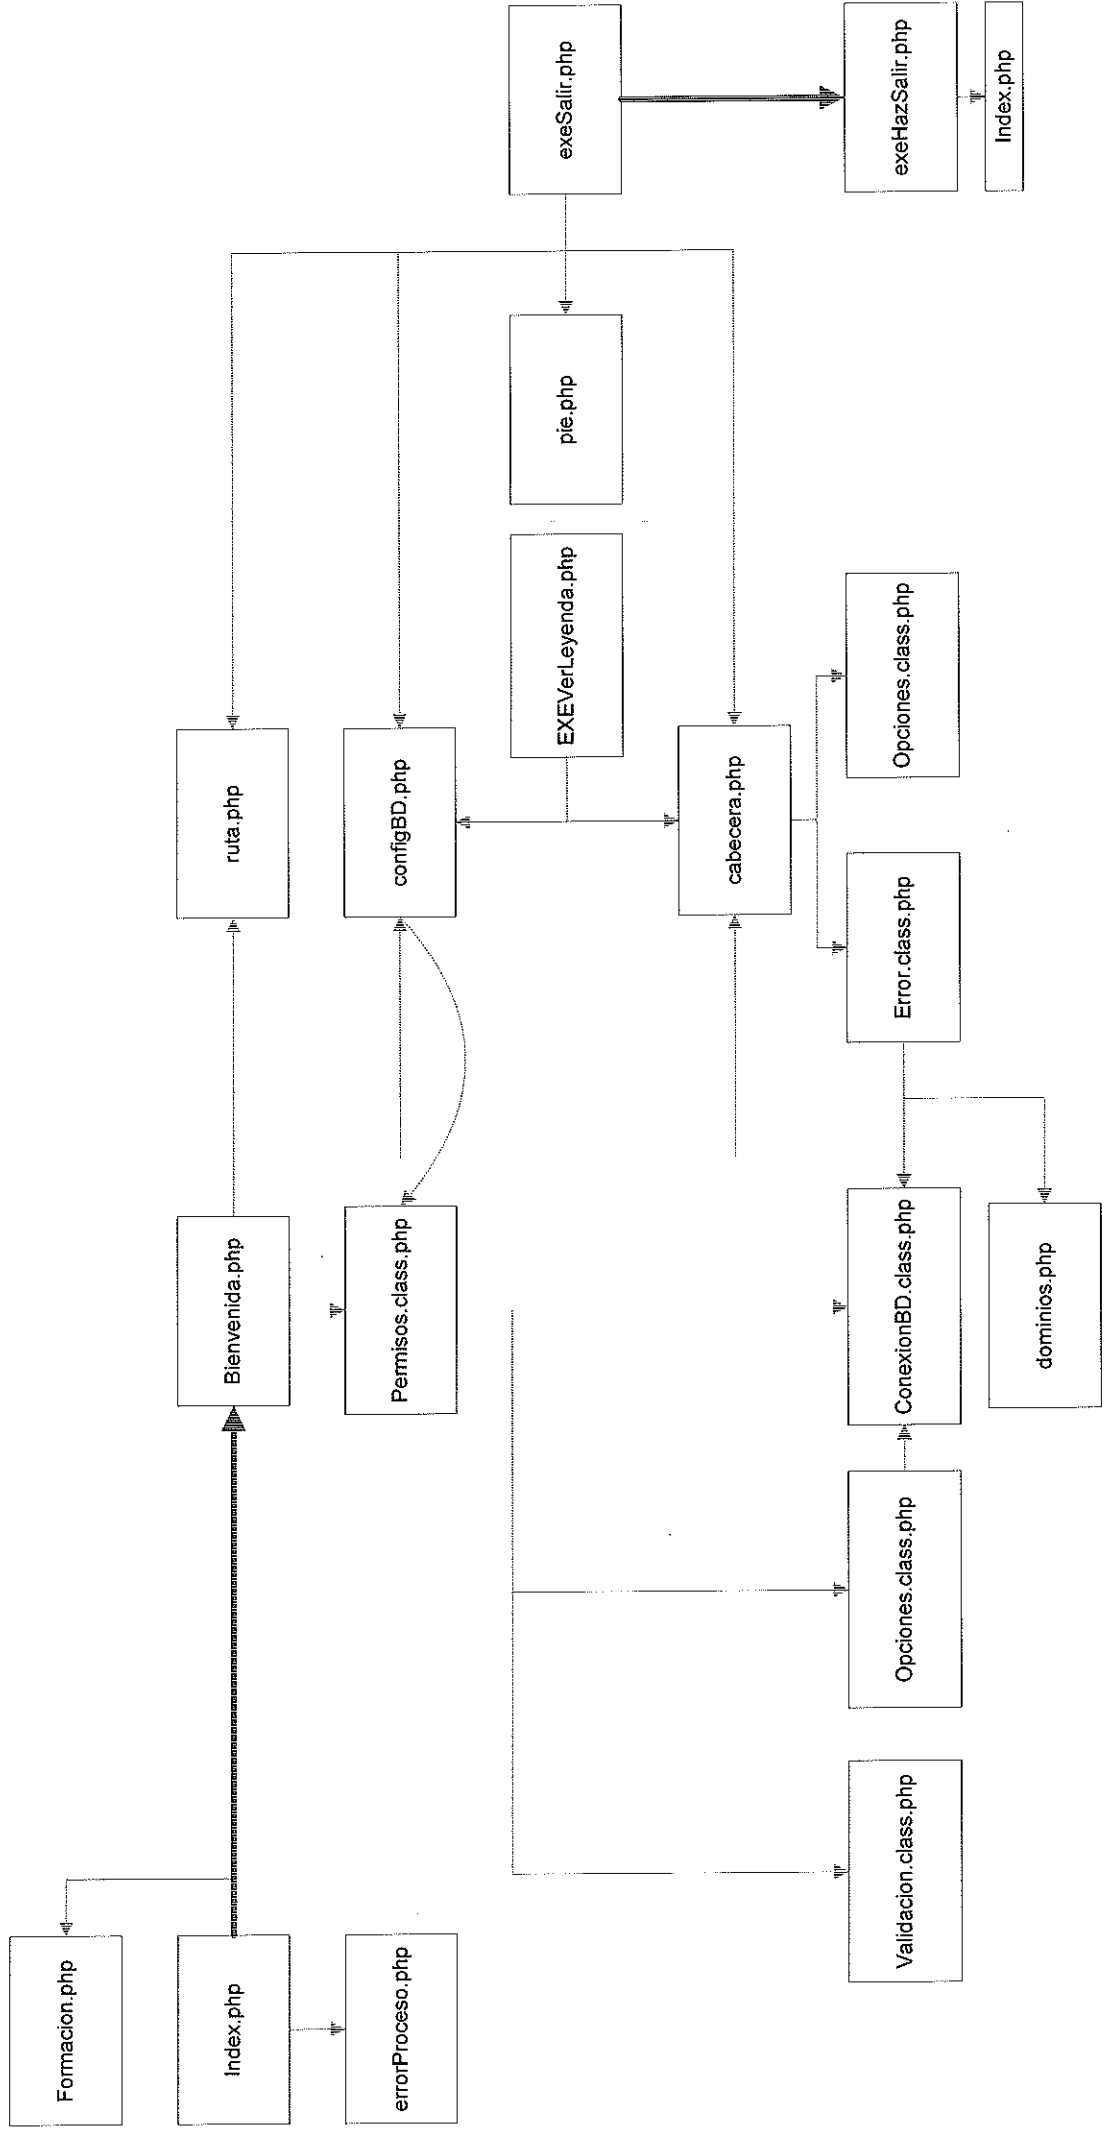 Formacion.php
Index.php
errorProceso.php
Bienvenida.php
Permisos.class.php
Validacion.class.php
Opciones.class.php
ConexionBD.class.php
dominios.php
ruta.php
configBD.php
cabecera.php
Error.class.php
EXEVerLeyenda.php
Opciones.class.php
pie.php
exeSalir.php
exeHazSalir.php
Index.php